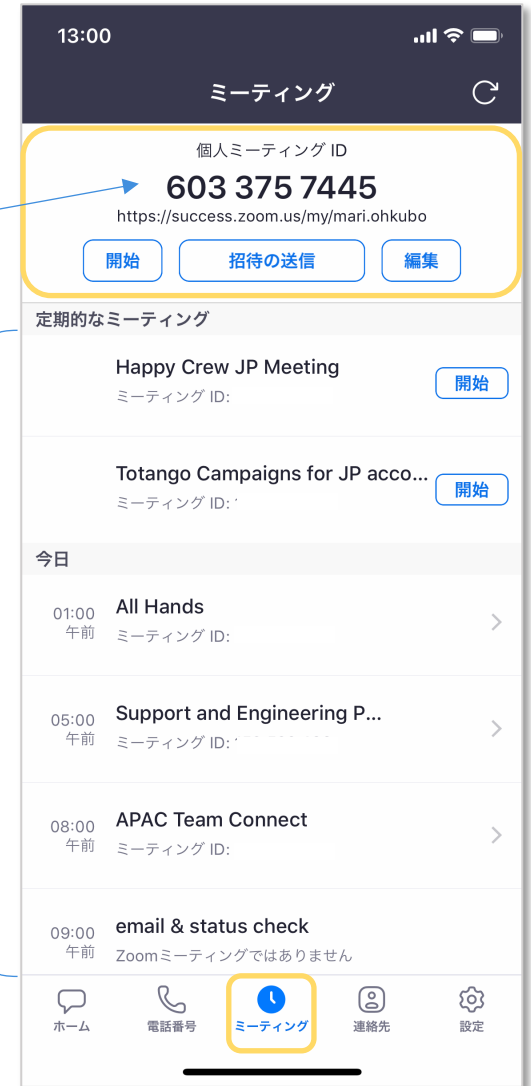 13:00
ミーティング
個人ミーティング ID
603 375 7445
https://success.zoom.us/my/mari.ohkubo
開始
招待の送信
編集
定期的なミーティング
Happy Crew JP Meeting
ミーティング ID:
開始
Totango Campaigns for JP acco...
ミーティング ID:
開始
今日
01:00
午前
All Hands
ミーティング ID:
05:00
午前
Support and Engineering P...
ミーティング ID:
08:00
午前
APAC Team Connect
ミーティング ID:
09:00
午前
email & status check
Zoomミーティングではありません
ホーム
電話番号
ミーティング
連絡先
設定